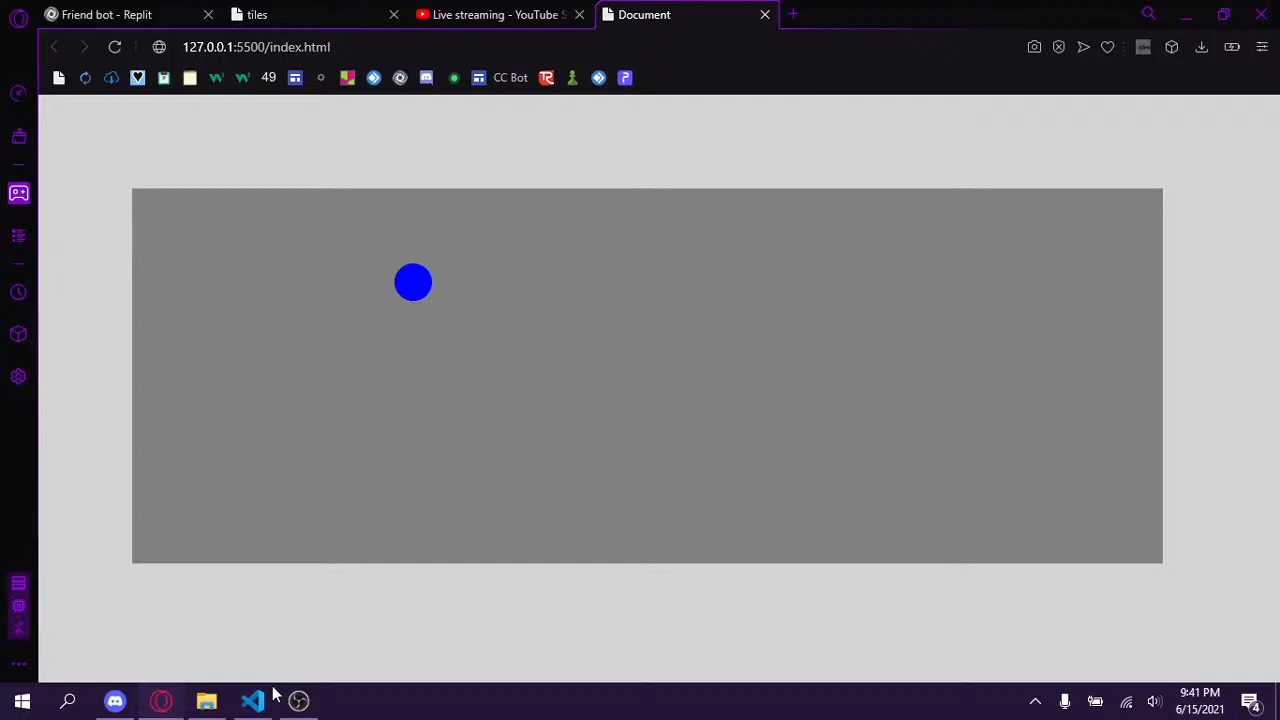 Friend bot - Replit
tiles
Live streaming - YouTube S
Document
127.0.0.1:5500/index.html
49
CC Bot
9:41 PM
6/15/2021
4